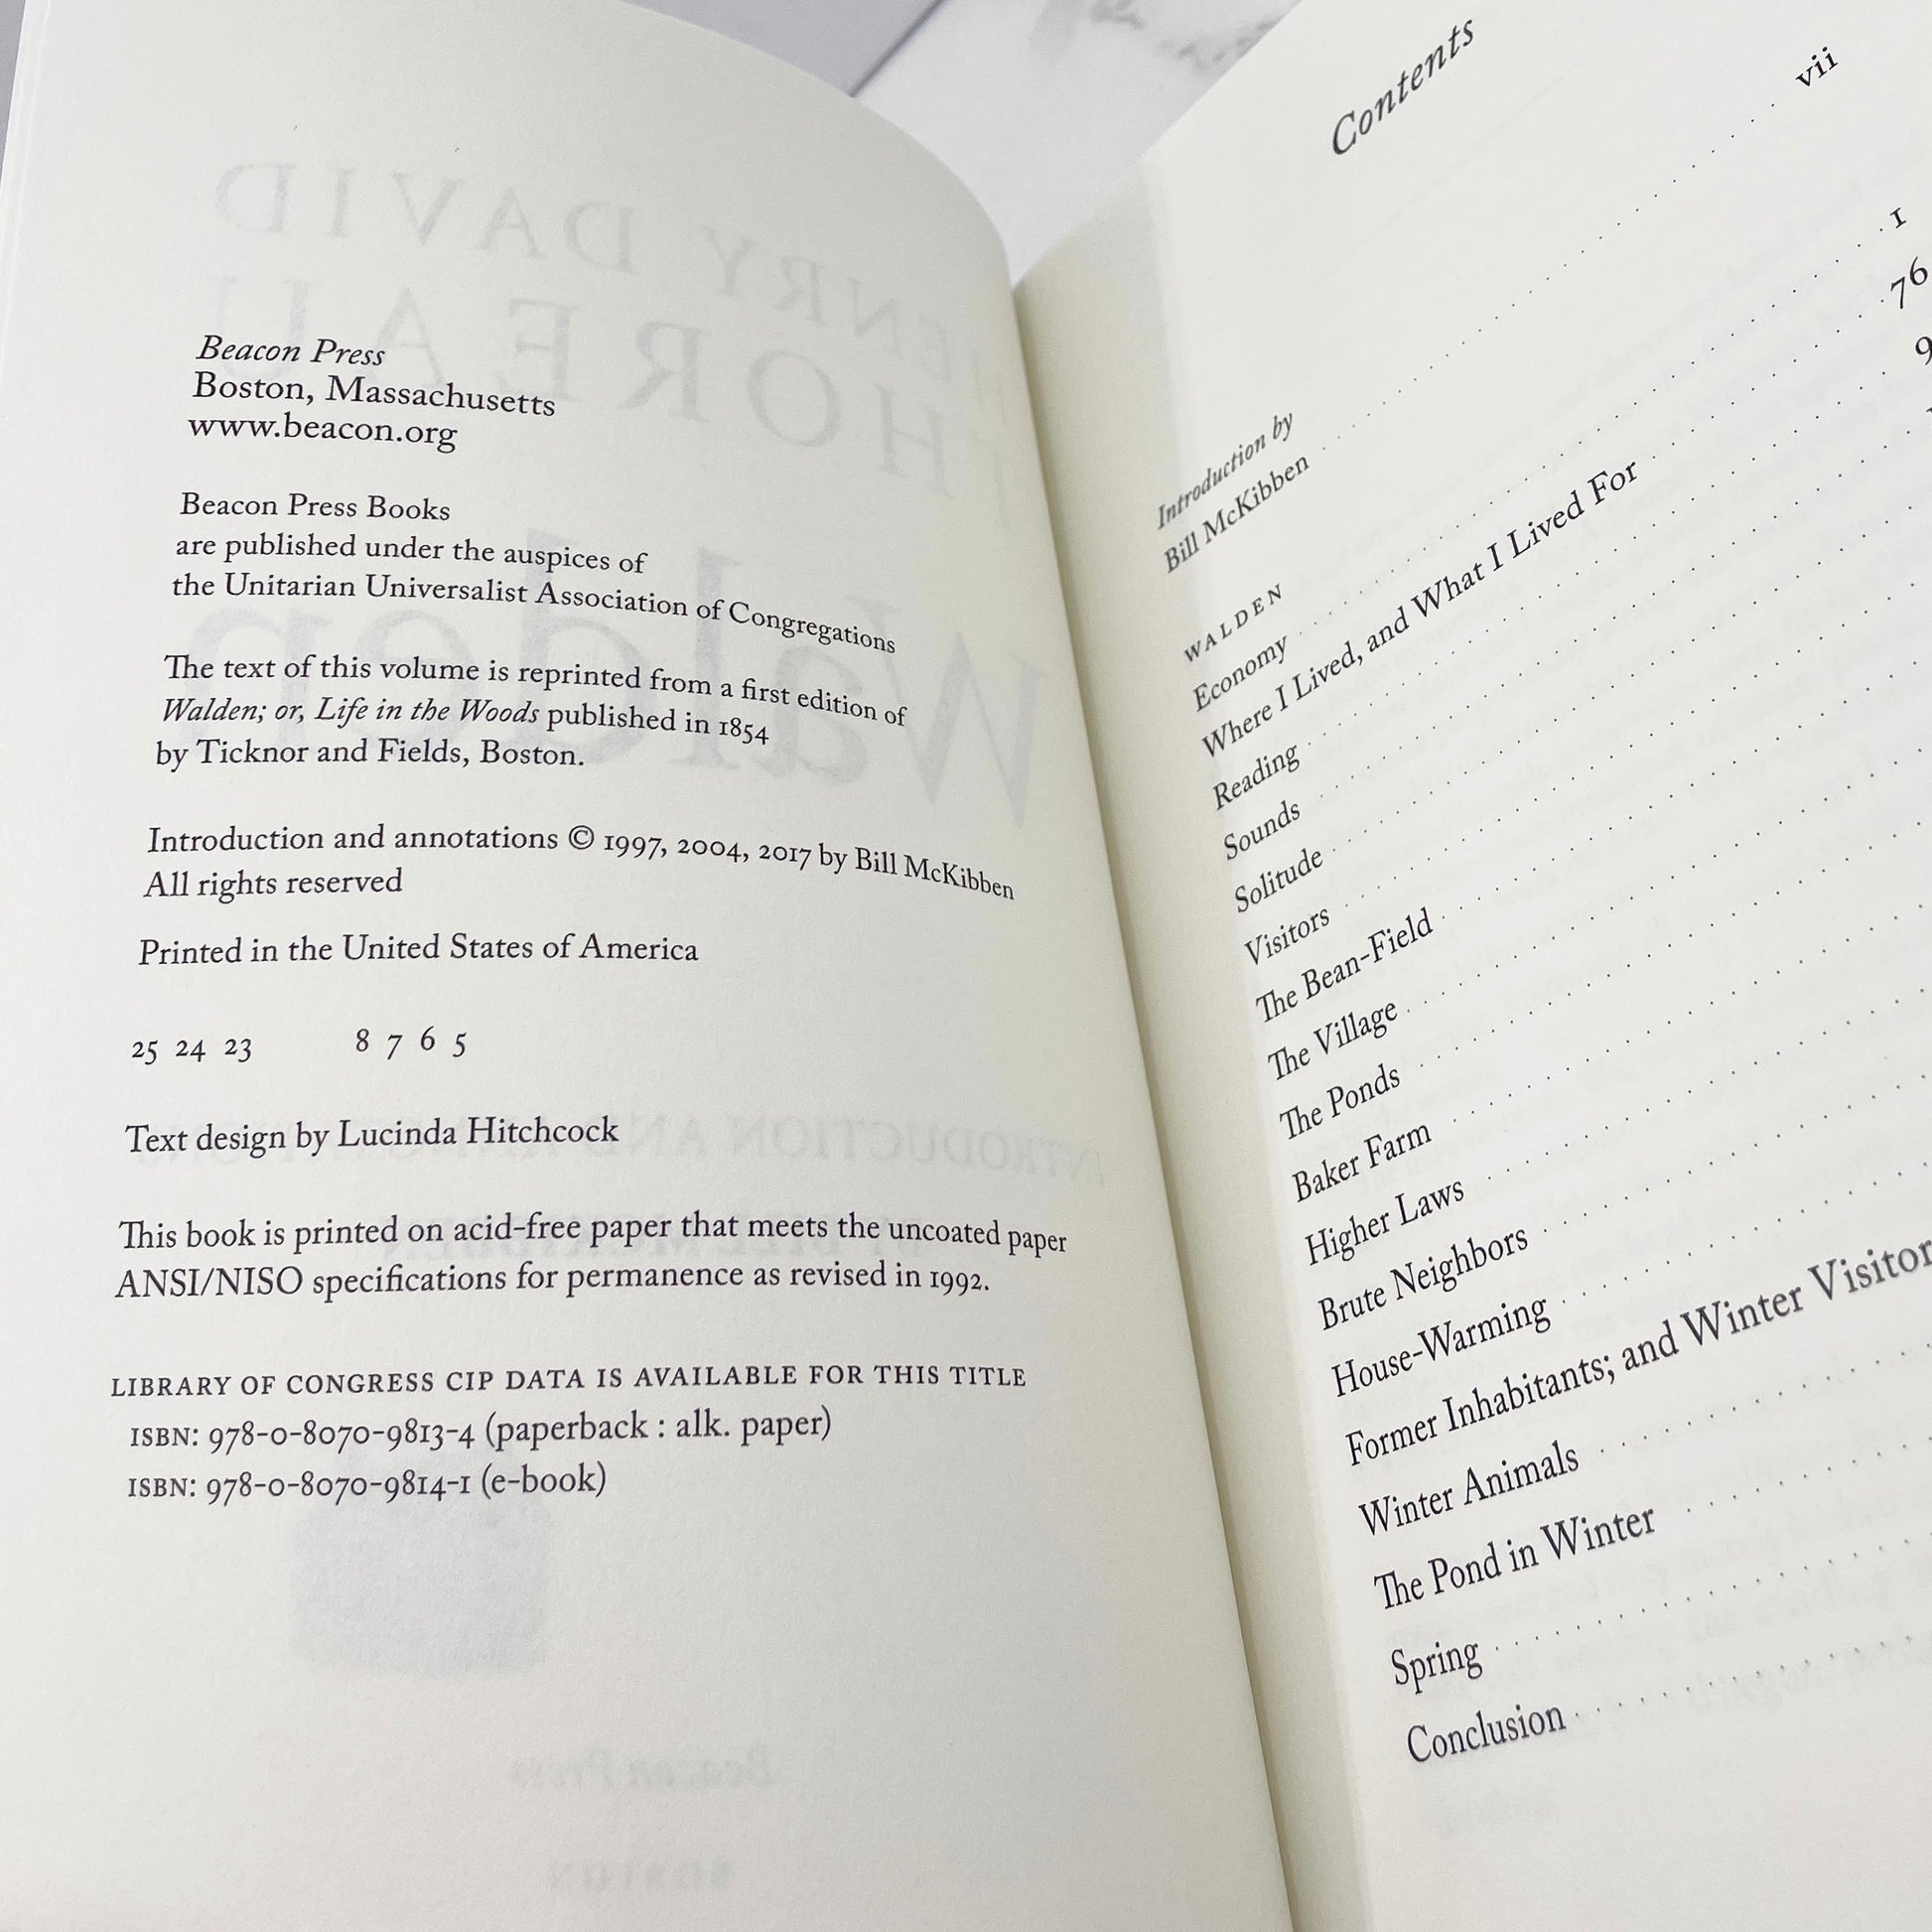 Beacon Press
Boston, Massachusetts
www.beacon.org
Beacon Press Books
are published under the auspices of
the Unitarian Universalist Association of Congregations
The text of this volume is reprinted from a first edition of
Walden; or, Life in the Woods published in 1854
by Ticknor and Fields, Boston.
Introduction and annotations © 1997, 2004, 2017 by Bill McKibben
All rights reserved
Printed in the United States of America
25 24 23 8 7 6 5
Text design by Lucinda Hitchcock
This book is printed on acid-free paper that meets the uncoated paper
ANSI/NISO specifications for permanence as revised in 1992.
LIBRARY OF CONGRESS CIP DATA IS AVAILABLE FOR THIS TITLE
ISBN: 978-0-8070-9813-4 (paperback : alk. paper)
ISBN: 978-0-8070-9814-1 (e-book)
Contents
Introduction by
Bill McKibben . . . . . . . . . . vii
WALDEN
Economy . . . . . . . . . . 1
Where I Lived, and What I Lived For . . . . . . . . . . 76
Reading . . . . . . . . . . 9
Sounds
Solitude
Visitors
The Bean-Field
The Village
The Ponds
Baker Farm
Higher Laws
Brute Neighbors
House-Warming
Former Inhabitants; and Winter Visitor
Winter Animals
The Pond in Winter
Spring
Conclusion